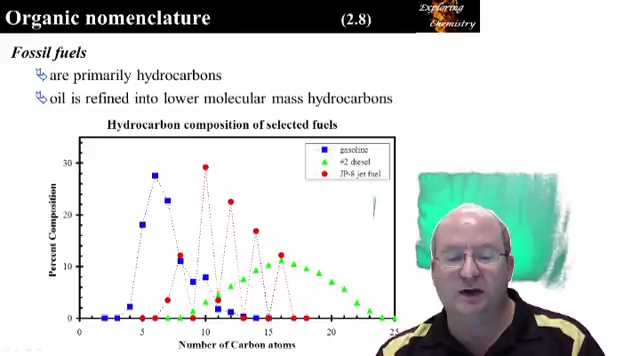 Organic nomenclature (2.8)
Exploring
Chemistry
Fossil fuels
are primarily hydrocarbons
oil is refined into lower molecular mass hydrocarbons
Hydrocarbon composition of selected fuels
gasoline
#2 diesel
JP-8 jet fuel
Percent Composition
30
20
10
0
0 5 10 15 20 25
Number of Carbon atoms